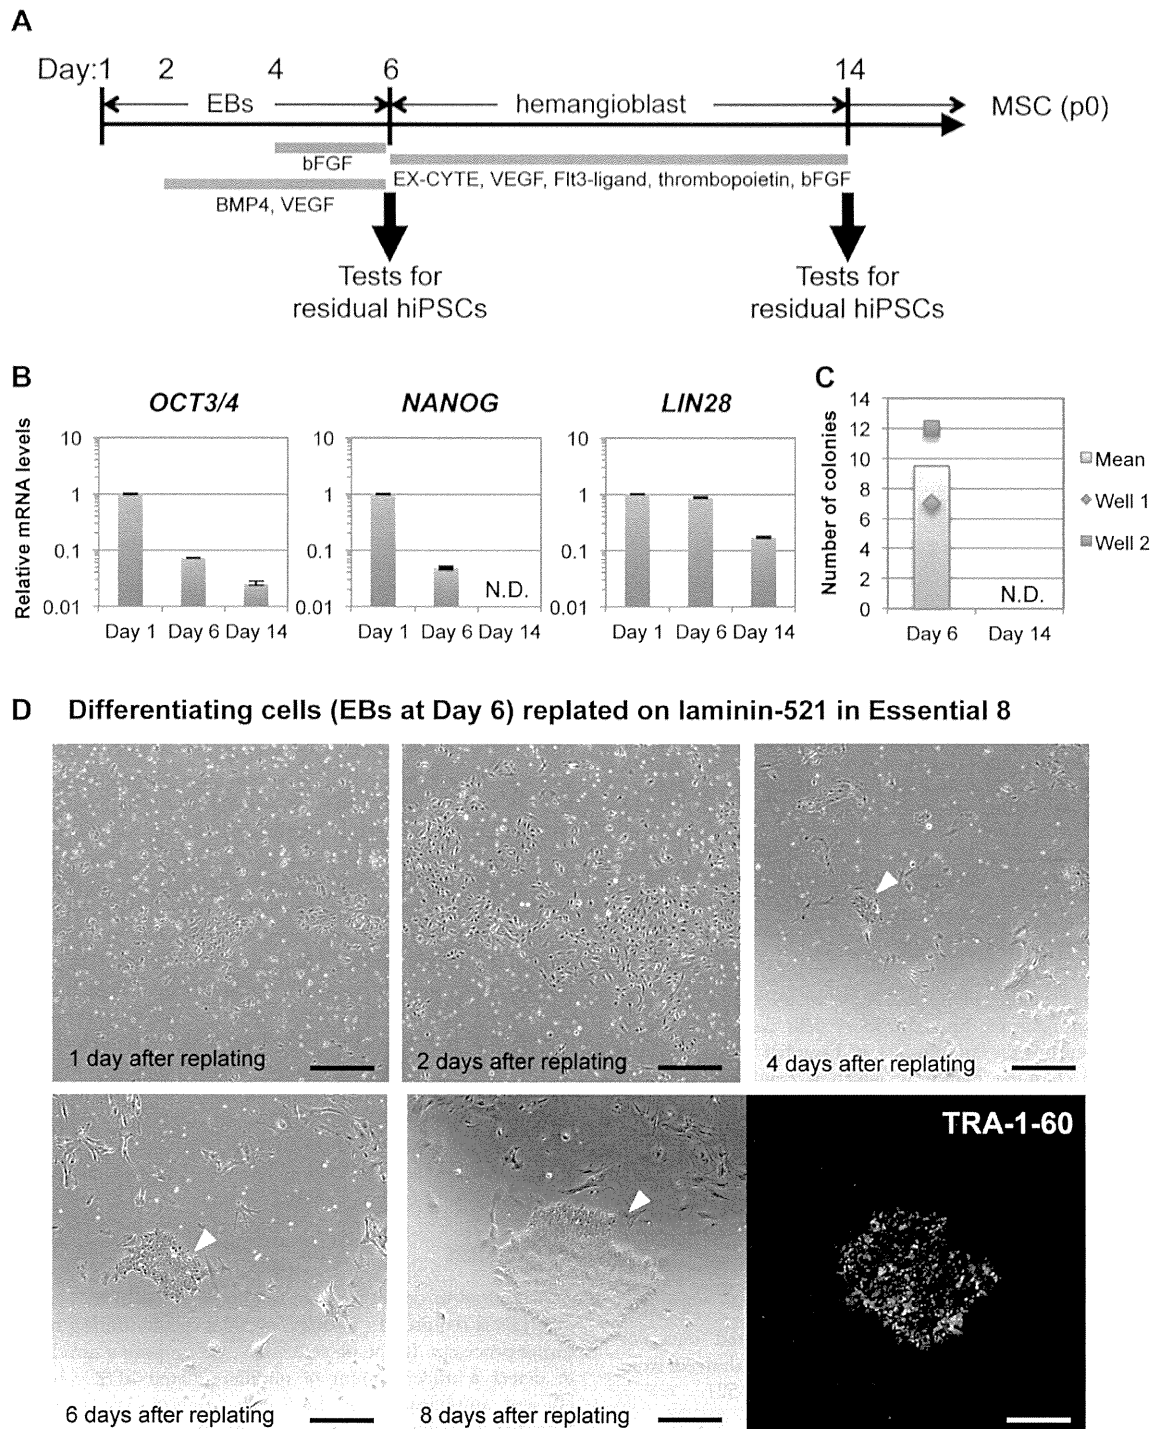 A
Day:1 2 4 6 14
EBs hemangioblast MSC (p0)
bFGF
EX-CYTE, VEGF, Flt3-ligand, thrombopoietin, bFGF
BMP4, VEGF
Tests for
residual hiPSCs
Tests for
residual hiPSCs
B
OCT3/4
NANOG
LIN28
Relative mRNA levels
10
1
0.1
0.01
Day 1 Day 6 Day 14
10
1
0.1
0.01
N.D.
Day 1 Day 6 Day 14
10
1
0.1
0.01
Day 1 Day 6 Day 14
C
Number of colonies
14
12
10
8
6
4
2
0
N.D.
Day 6 Day 14
Mean
Well 1
Well 2
D Differentiating cells (EBs at Day 6) replated on laminin-521 in Essential 8
1 day after replating
2 days after replating
4 days after replating
6 days after replating
8 days after replating
TRA-1-60